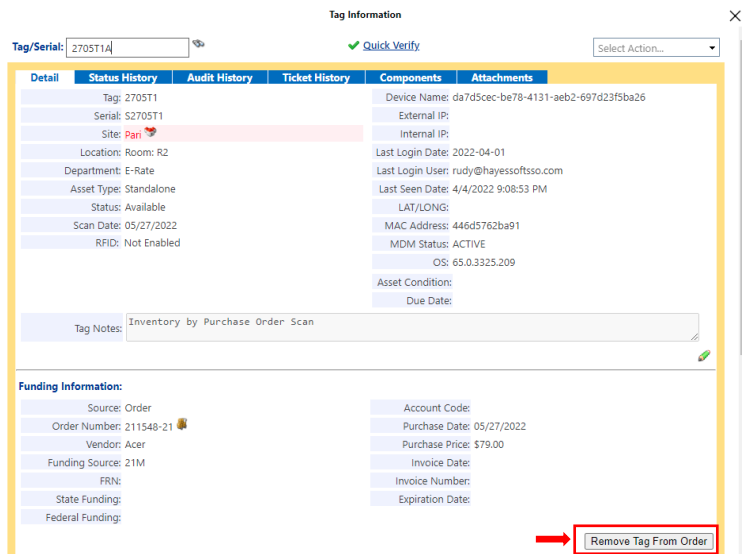 Tag Information
Tag/Serial: 2705T1A Quick Verify Select Action...
Detail Status History Audit History Ticket History Components Attachments
Tag: 2705T1 Device Name: da7d5cec-be78-4131-aeb2-697d23f5ba26
Serial: S2705T1 External IP:
Site: Pari Internal IP:
Location: Room: R2 Last Login Date: 2022-04-01
Department: E-Rate Last Login User: rudy@hayessoftsso.com
Asset Type: Standalone Last Seen Date: 4/4/2022 9:08:53 PM
Status: Available LAT/LONG:
Scan Date: 05/27/2022 MAC Address: 446d5762ba91
RFID: Not Enabled MDM Status: ACTIVE
OS: 65.0.3325.209
Asset Condition:
Due Date:
Tag Notes: Inventory by Purchase Order Scan
Funding Information:
Source: Order Account Code:
Order Number: 211548-21 Purchase Date: 05/27/2022
Vendor: Acer Purchase Price: $79.00
Funding Source: 21M Invoice Date:
FRN: Invoice Number:
State Funding: Expiration Date:
Federal Funding:
Remove Tag From Order